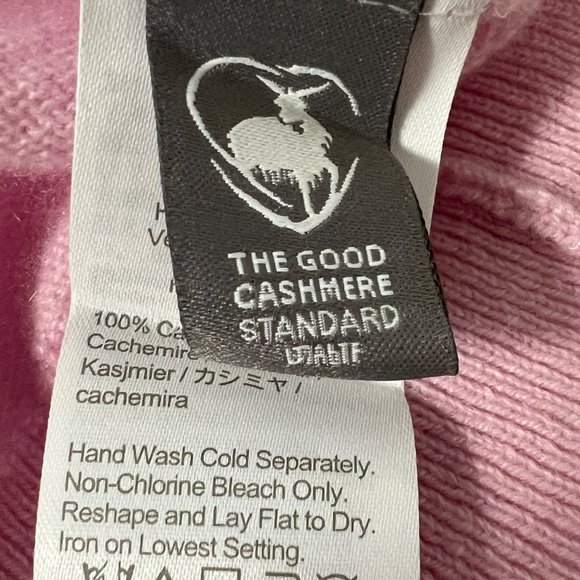 THE GOOD
CASHMERE
STANDARD
100% Ca
Cachemire
Kasjmier / カシミヤ /
cachemira
Hand Wash Cold Separately.
Non-Chlorine Bleach Only.
Reshape and Lay Flat to Dry.
Iron on Lowest Setting.